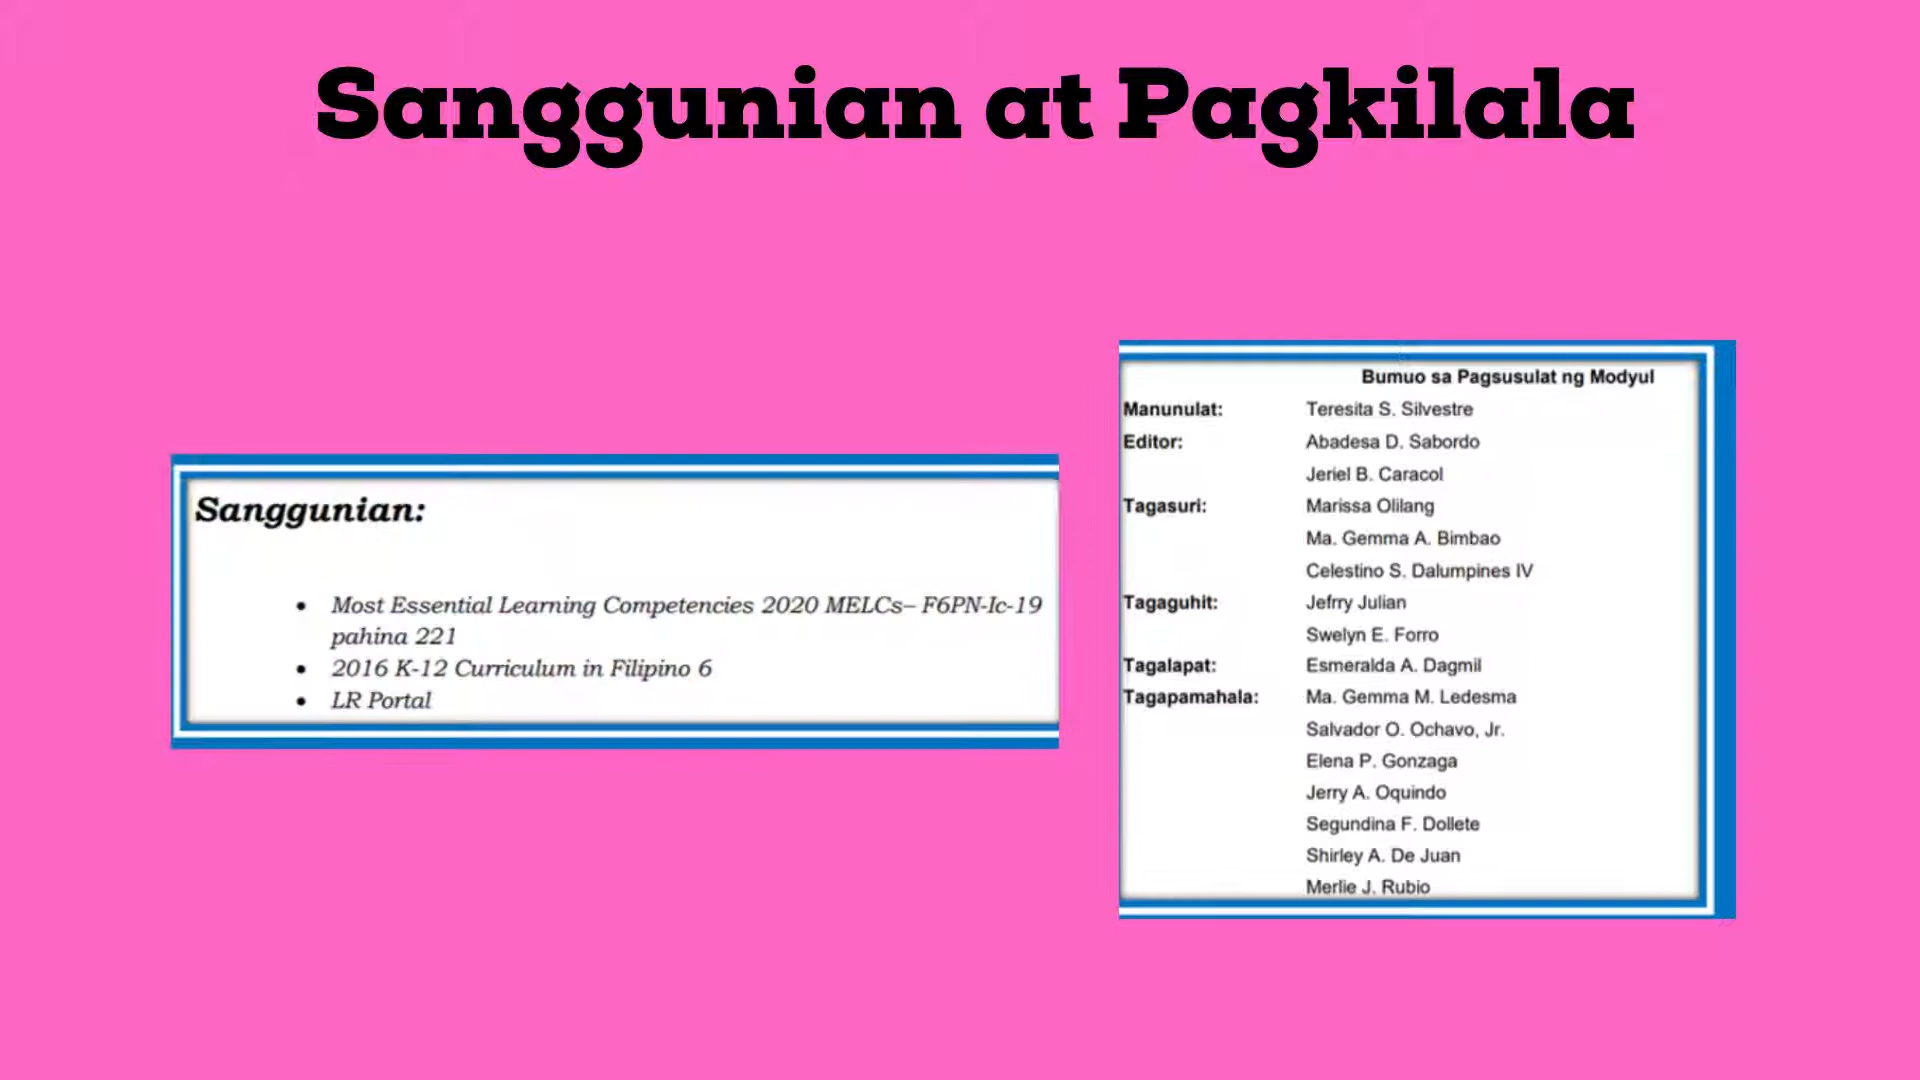 Sanggunian at Pagkilala
Sanggunian:
• Most Essential Learning Competencies 2020 MELCs– F6PN-Ic-19
pahina 221
• 2016 K-12 Curriculum in Filipino 6
• LR Portal
Bumuo sa Pagsusulat ng Modyul
Manunulat: Teresita S. Silvestre
Editor: Abadesa D. Sabordo
Jeriel B. Caracol
Tagasuri: Marissa Olilang
Ma. Gemma A. Bimbao
Celestino S. Dalumpines IV
Tagaguhit: Jefrry Julian
Swelyn E. Forro
Tagalapat: Esmeralda A. Dagmil
Tagapamahala: Ma. Gemma M. Ledesma
Salvador O. Ochavo, Jr.
Elena P. Gonzaga
Jerry A. Oquindo
Segundina F. Dollete
Shirley A. De Juan
Merlie J. Rubio